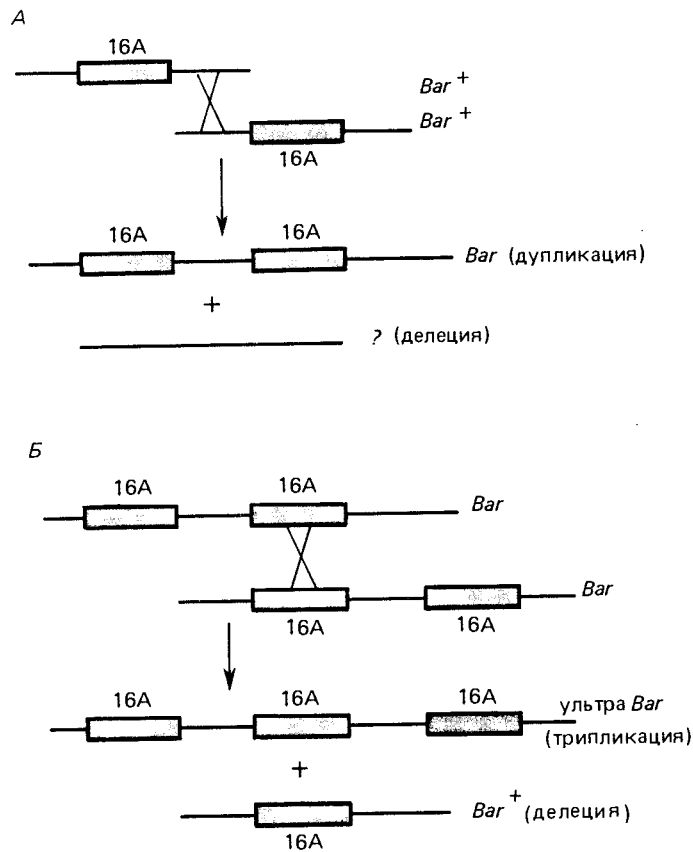 А
16А
Bar +
Bar +
16А
16А 16А
Bar (дупликация)
+
? (делеция)
Б
16А 16А
Bar
Bar
16А 16А
16А 16А 16А
ультра Bar
(трипликация)
+
Bar + (делеция)
16А